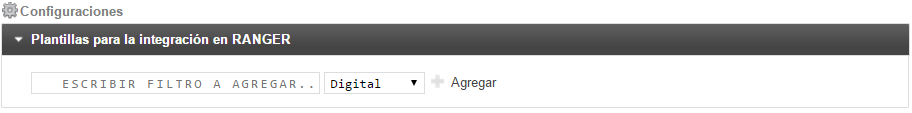 Configuraciones
Plantillas para la integración en RANGER
ESCRIBIR FILTRO A AGREGAR.. Digital Agregar